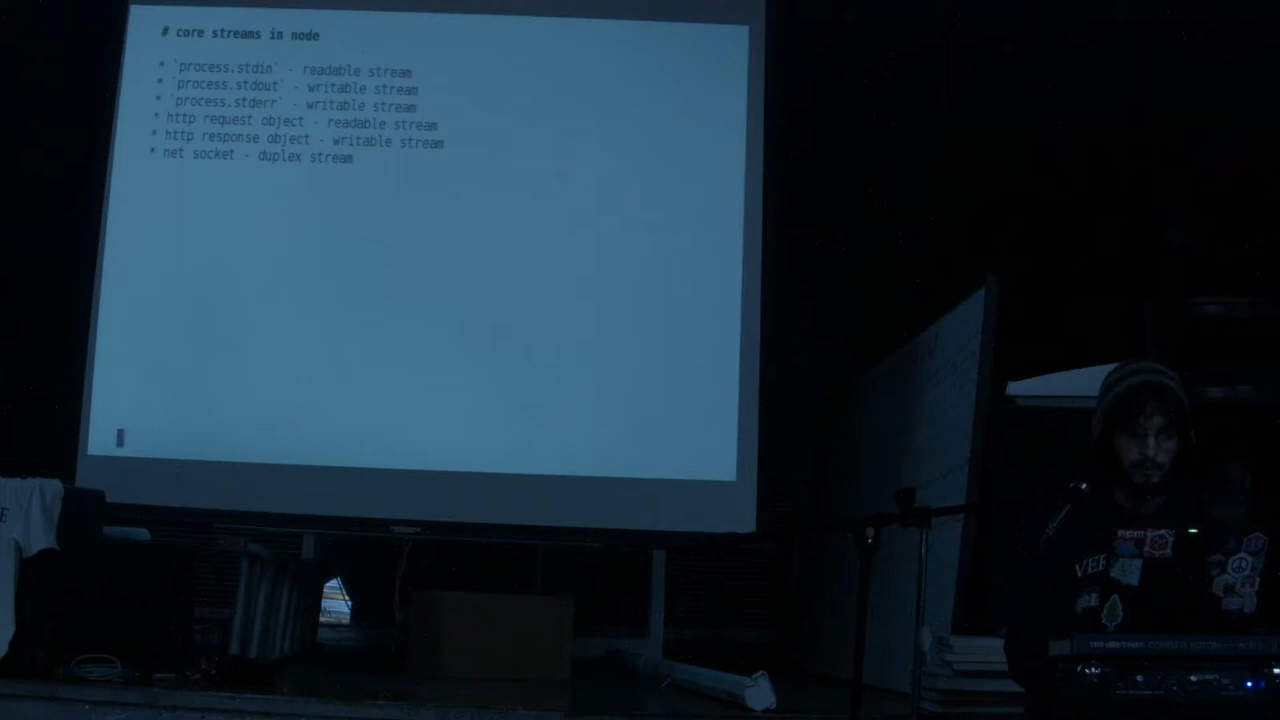 # core streams in node
* `process.stdin` - readable stream
* `process.stdout` - writable stream
* `process.stderr` - writable stream
* http request object - readable stream
* http response object - writable stream
* net socket - duplex stream
E
VER